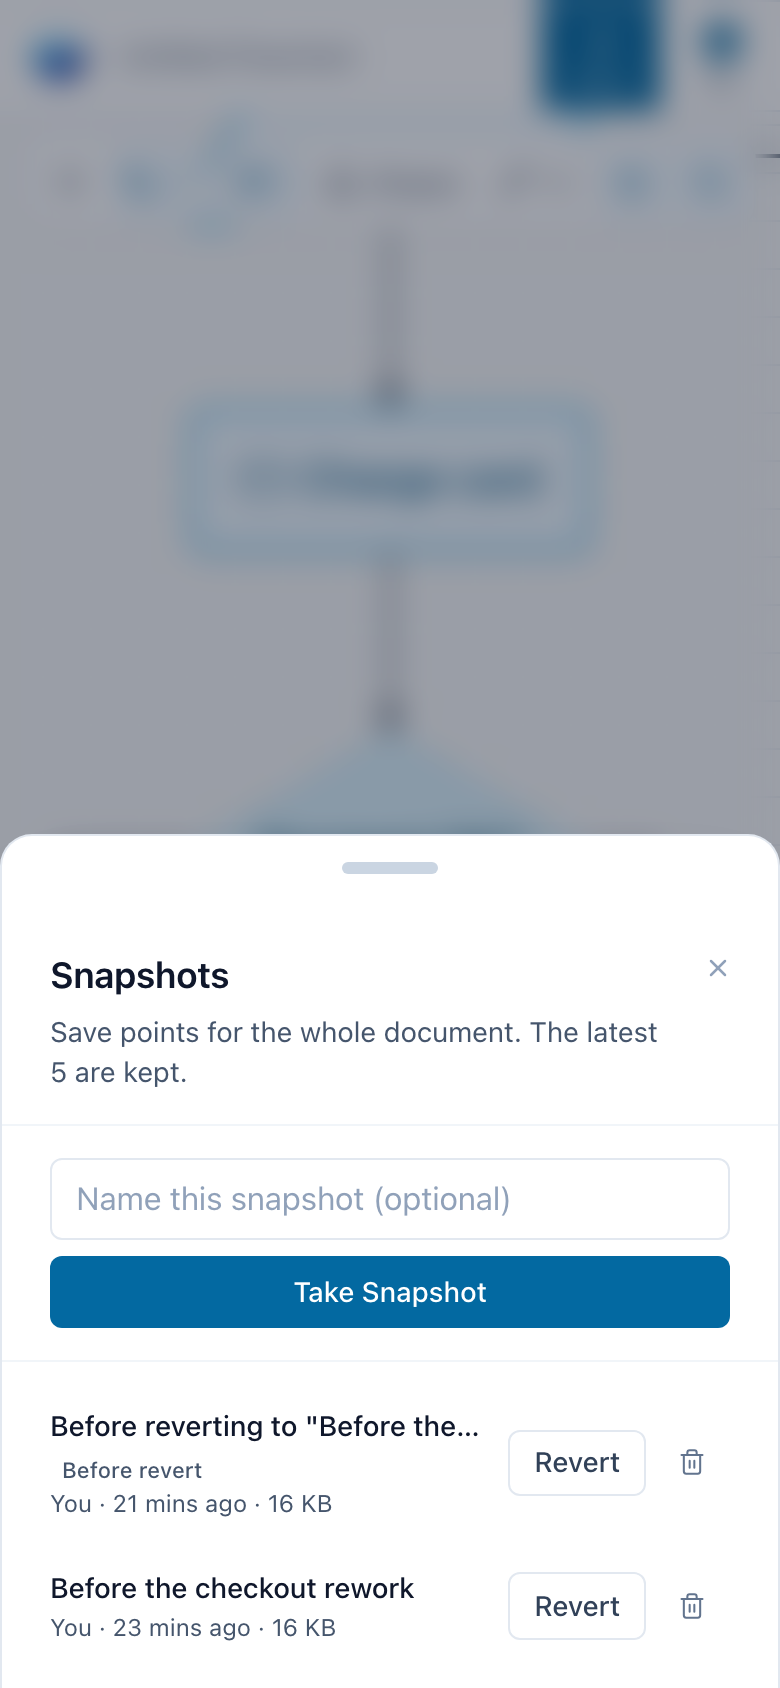 Snapshots
Save points for the whole document. The latest
5 are kept.
Name this snapshot (optional)
Take Snapshot
Before reverting to "Before the...
Before revert
You · 21 mins ago · 16 KB
Revert
Before the checkout rework
You · 23 mins ago · 16 KB
Revert